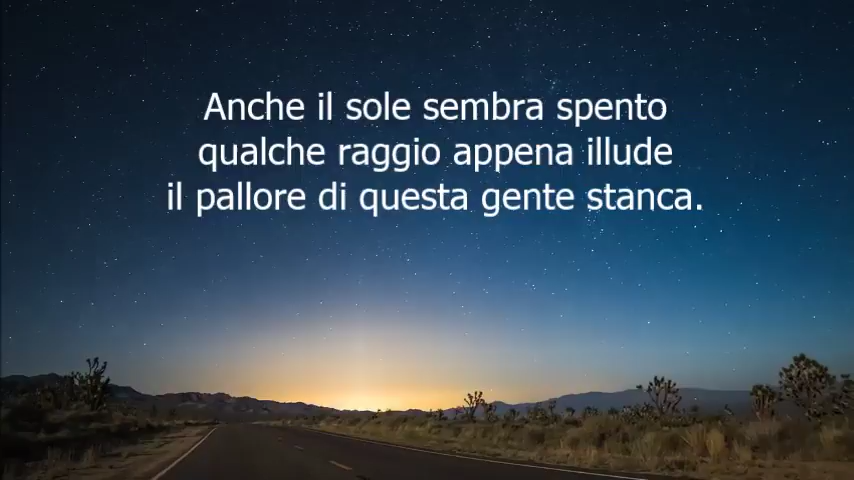 Anche il sole sembra spento
qualche raggio appena illude
il pallore di questa gente stanca.